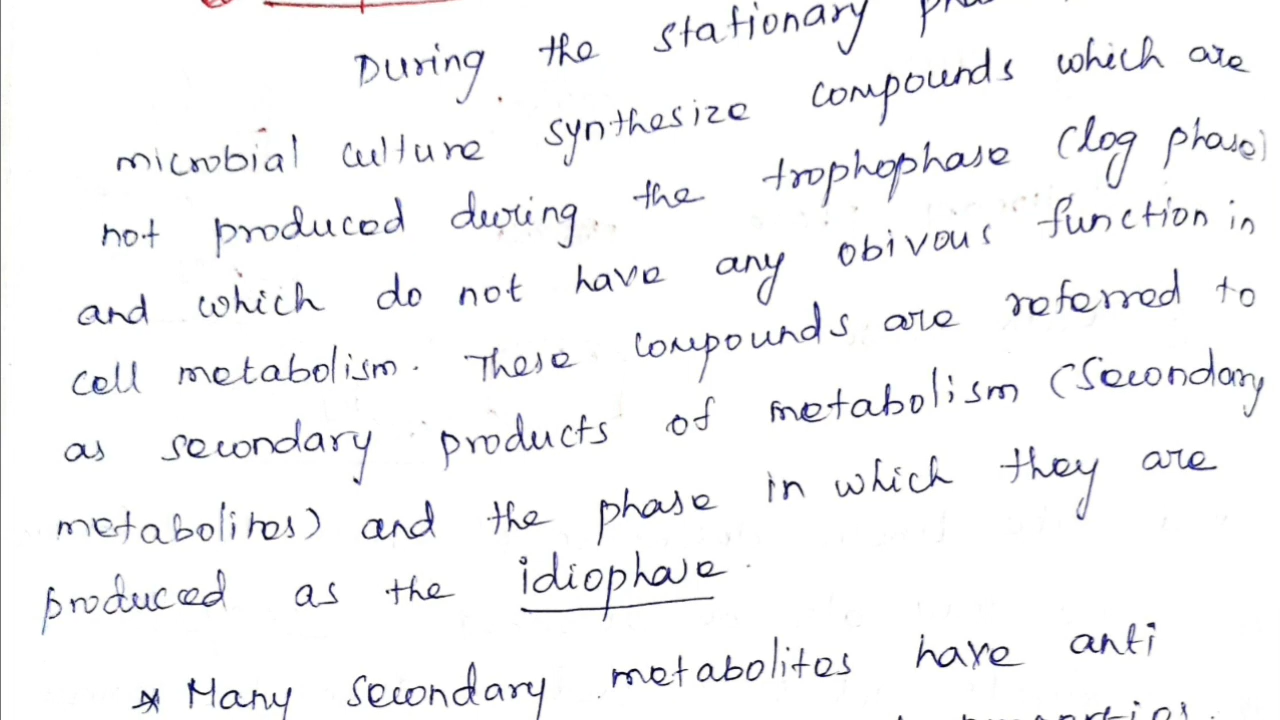 During the stationary
microbial culture synthesize compounds which are
not produced during the trophophase (log phase)
and which do not have any obivous function in
cell metabolism. These compounds are referred to
as secondary products of metabolism (Secondary
metabolites) and the phase in which they are
produced as the idiophase.
* Many secondary metabolites have anti